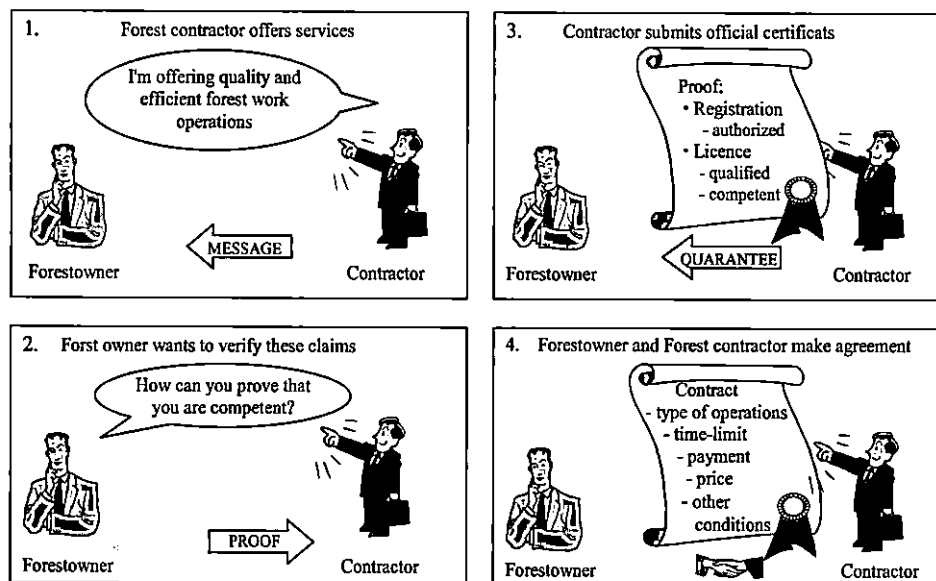 1. Forest contractor offers services
I'm offering quality and
efficient forest work
operations
MESSAGE
Forestowner
Contractor
2. Forst owner wants to verify these claims
How can you prove that
you are competent?
PROOF
Forestowner
Contractor
3. Contractor submits official certificats
Proof:
• Registration
- authorized
• Licence
- qualified
- competent
QUARANTEE
Forestowner
Contractor
4. Forestowner and Forest contractor make agreement
Contract
- type of operations
- time-limit
- payment
- price
- other
conditions
Forestowner
Contractor